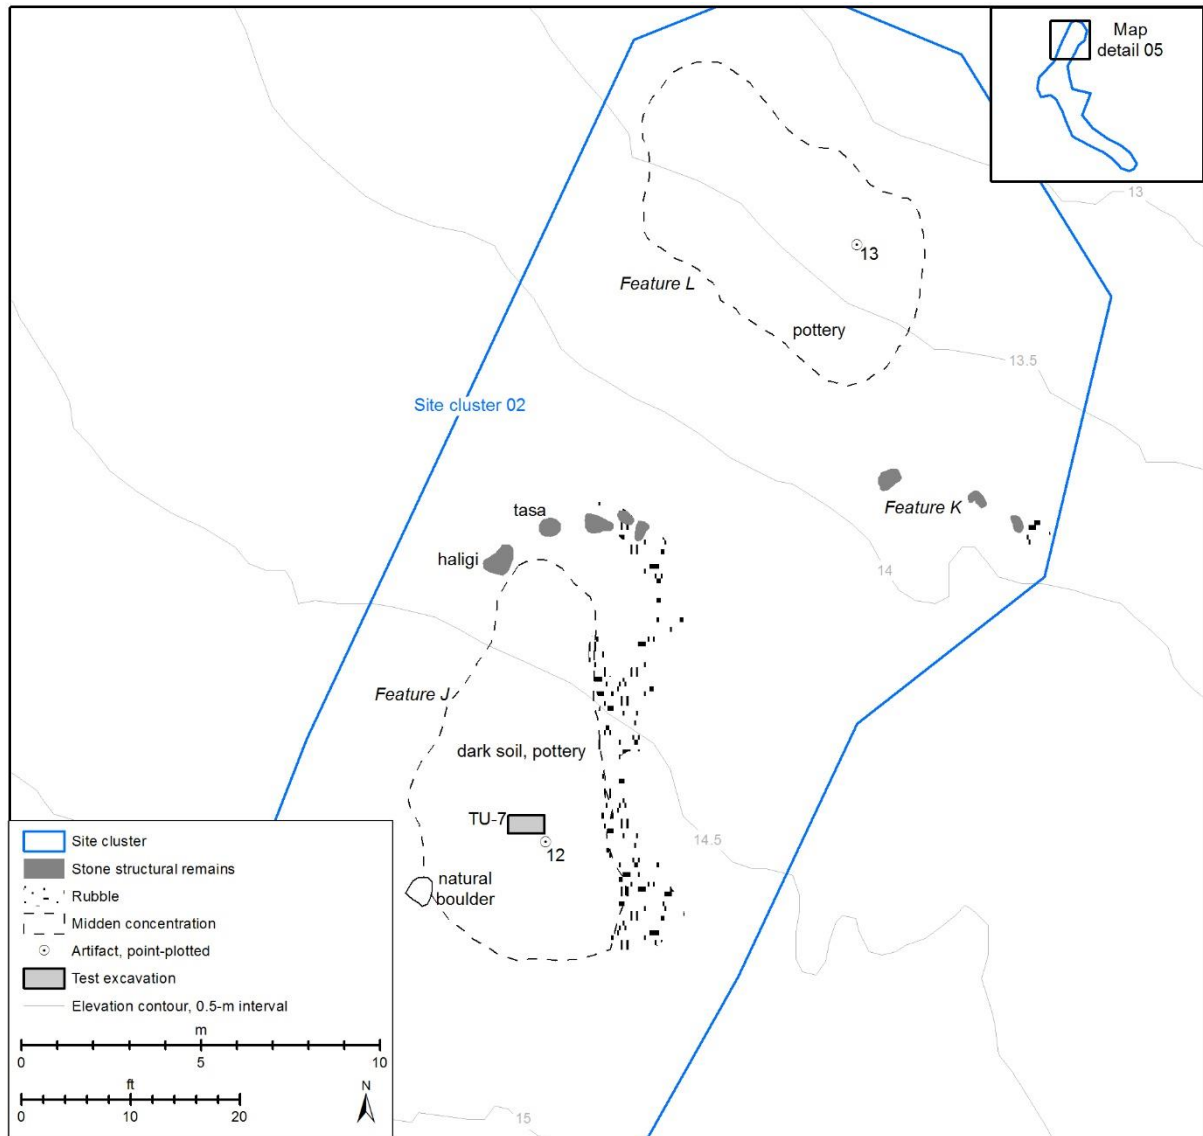 Map
detail 05
13
13
Feature L
pottery
13.5
Site cluster 02
Feature K
tasa
haligi
14
Feature J
dark soil, pottery
TU-7
14.5
12
natural
boulder
Site cluster
Stone structural remains
Rubble
Midden concentration
Artifact, point-plotted
Test excavation
Elevation contour, 0.5-m interval
m
0 5 10
ft
0 10 20
N
15